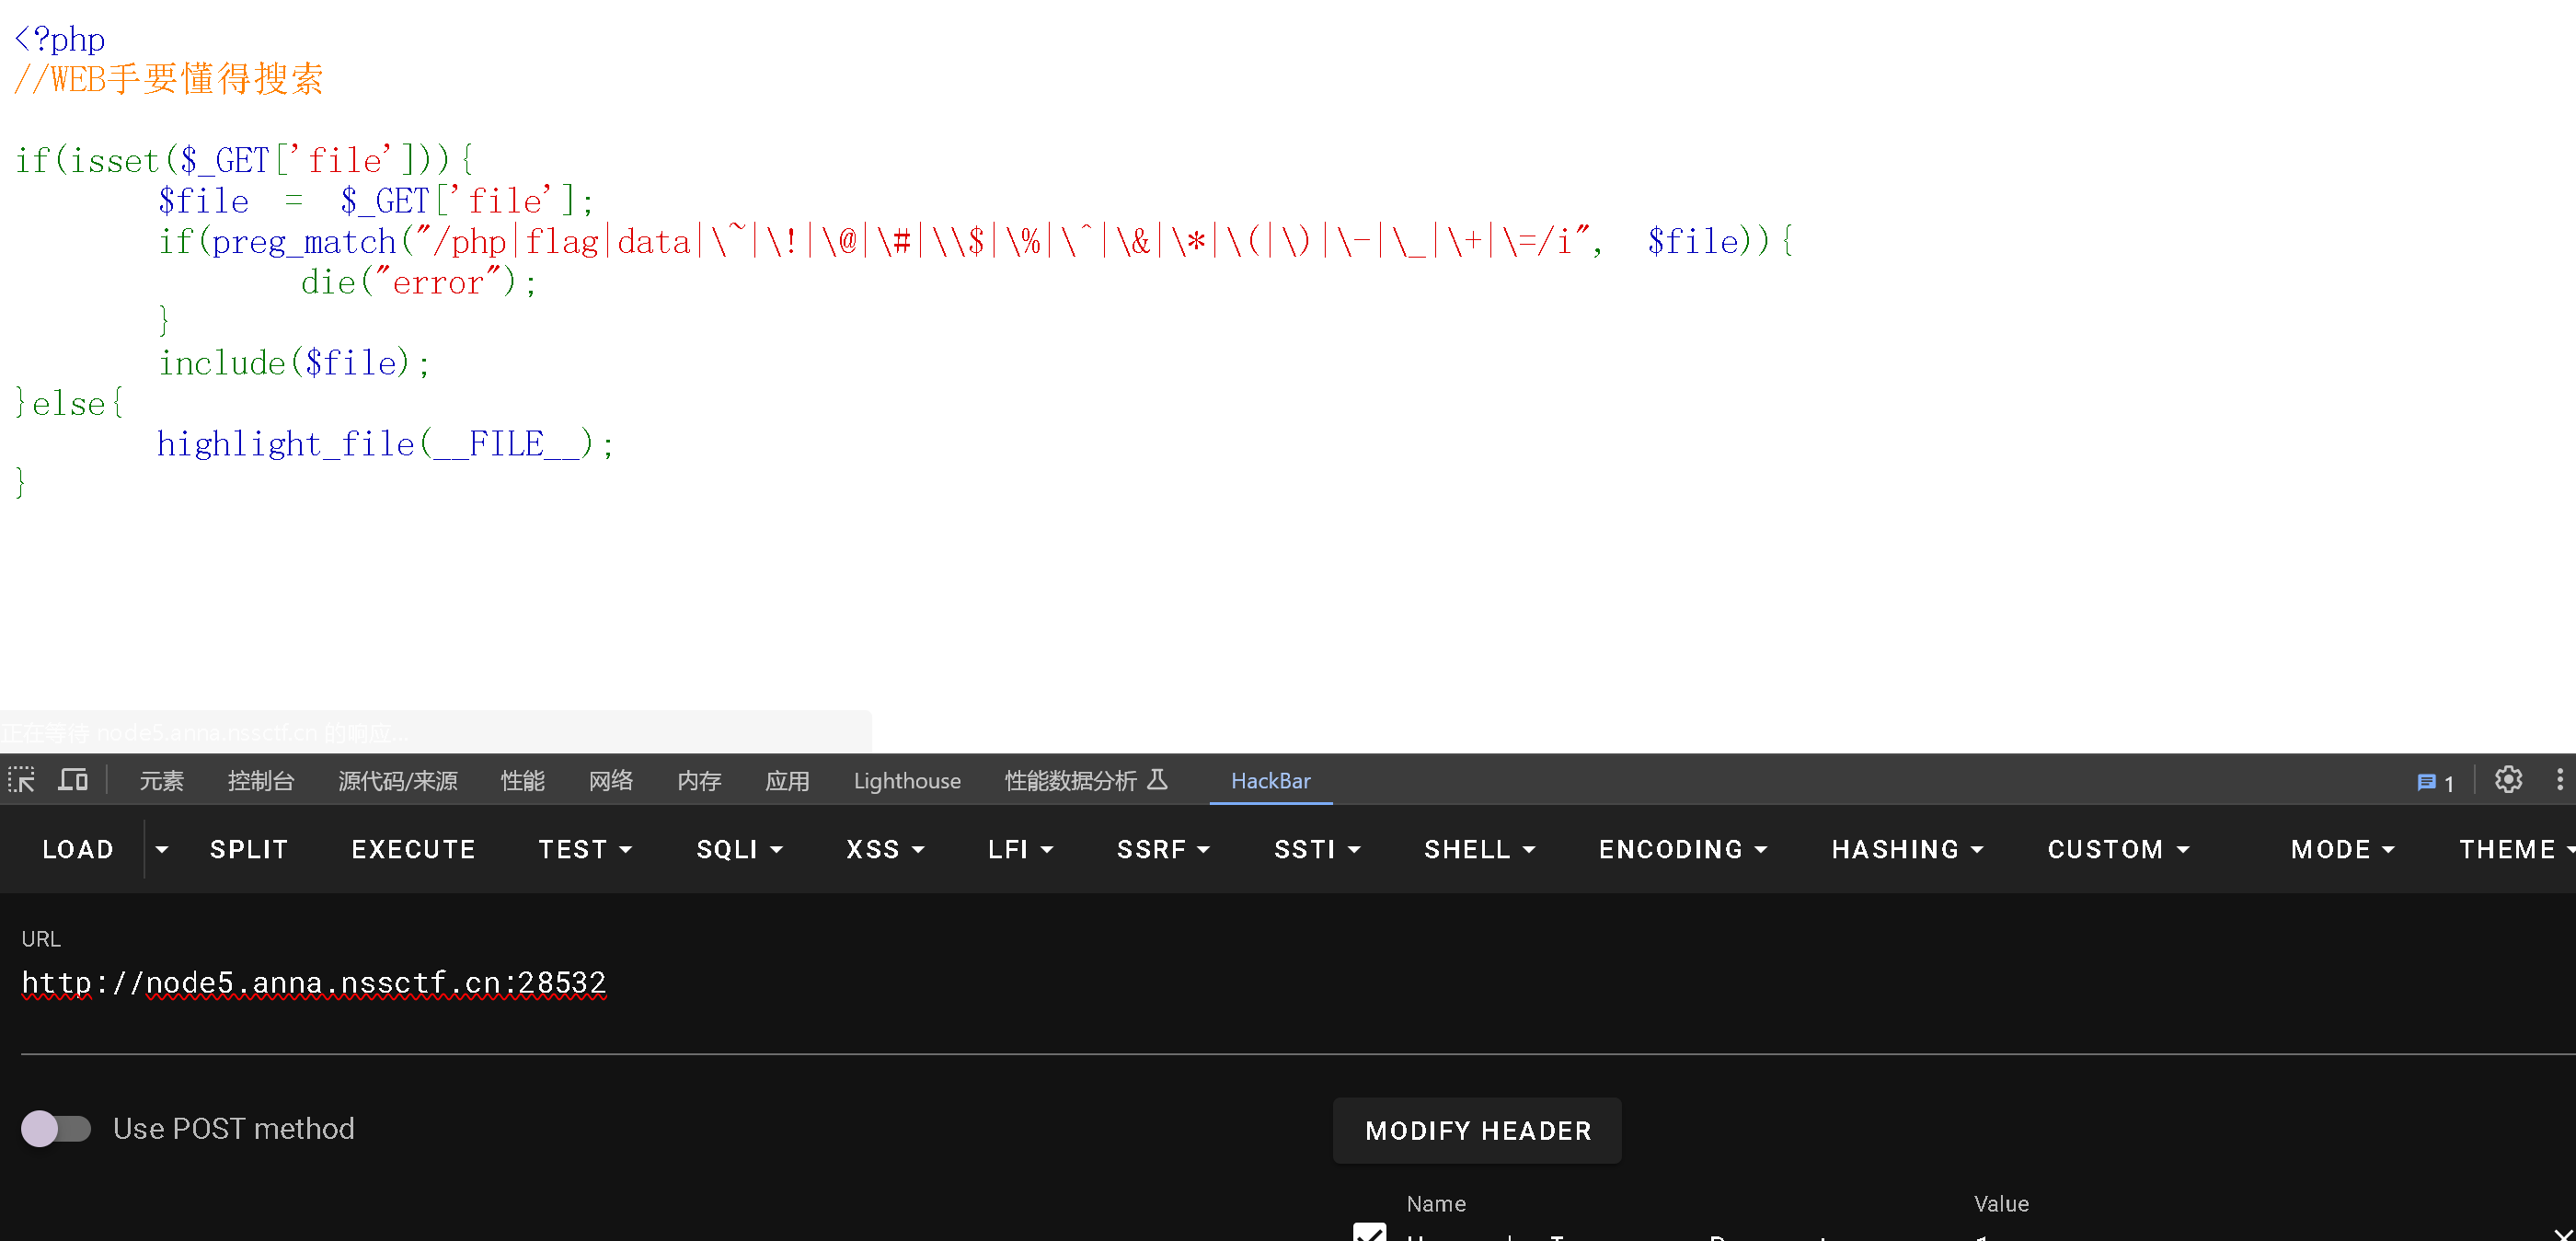 <?php
//WEB手要懂得搜索
if(isset($_GET['file'])){
$file = $_GET['file'];
if(preg_match("/php|flag|data|\~|\!|\@|\#|\\$|\%|\^|\&|\*|\(|\)|\-|\_|\+|\=/i", $file)){
die("error");
}
include($file);
}else{
highlight_file(__FILE__);
}
正在等待 node5.anna.nssctf.cn 的响应...
元素 控制台 源代码/来源 性能 网络 内存 应用 Lighthouse 性能数据分析 HackBar 1
LOAD SPLIT EXECUTE TEST SQLI XSS LFI SSRF SSTI SHELL ENCODING HASHING CUSTOM MODE THEME
URL
http://node5.anna.nssctf.cn:28532
Use POST method
MODIFY HEADER
Name Value